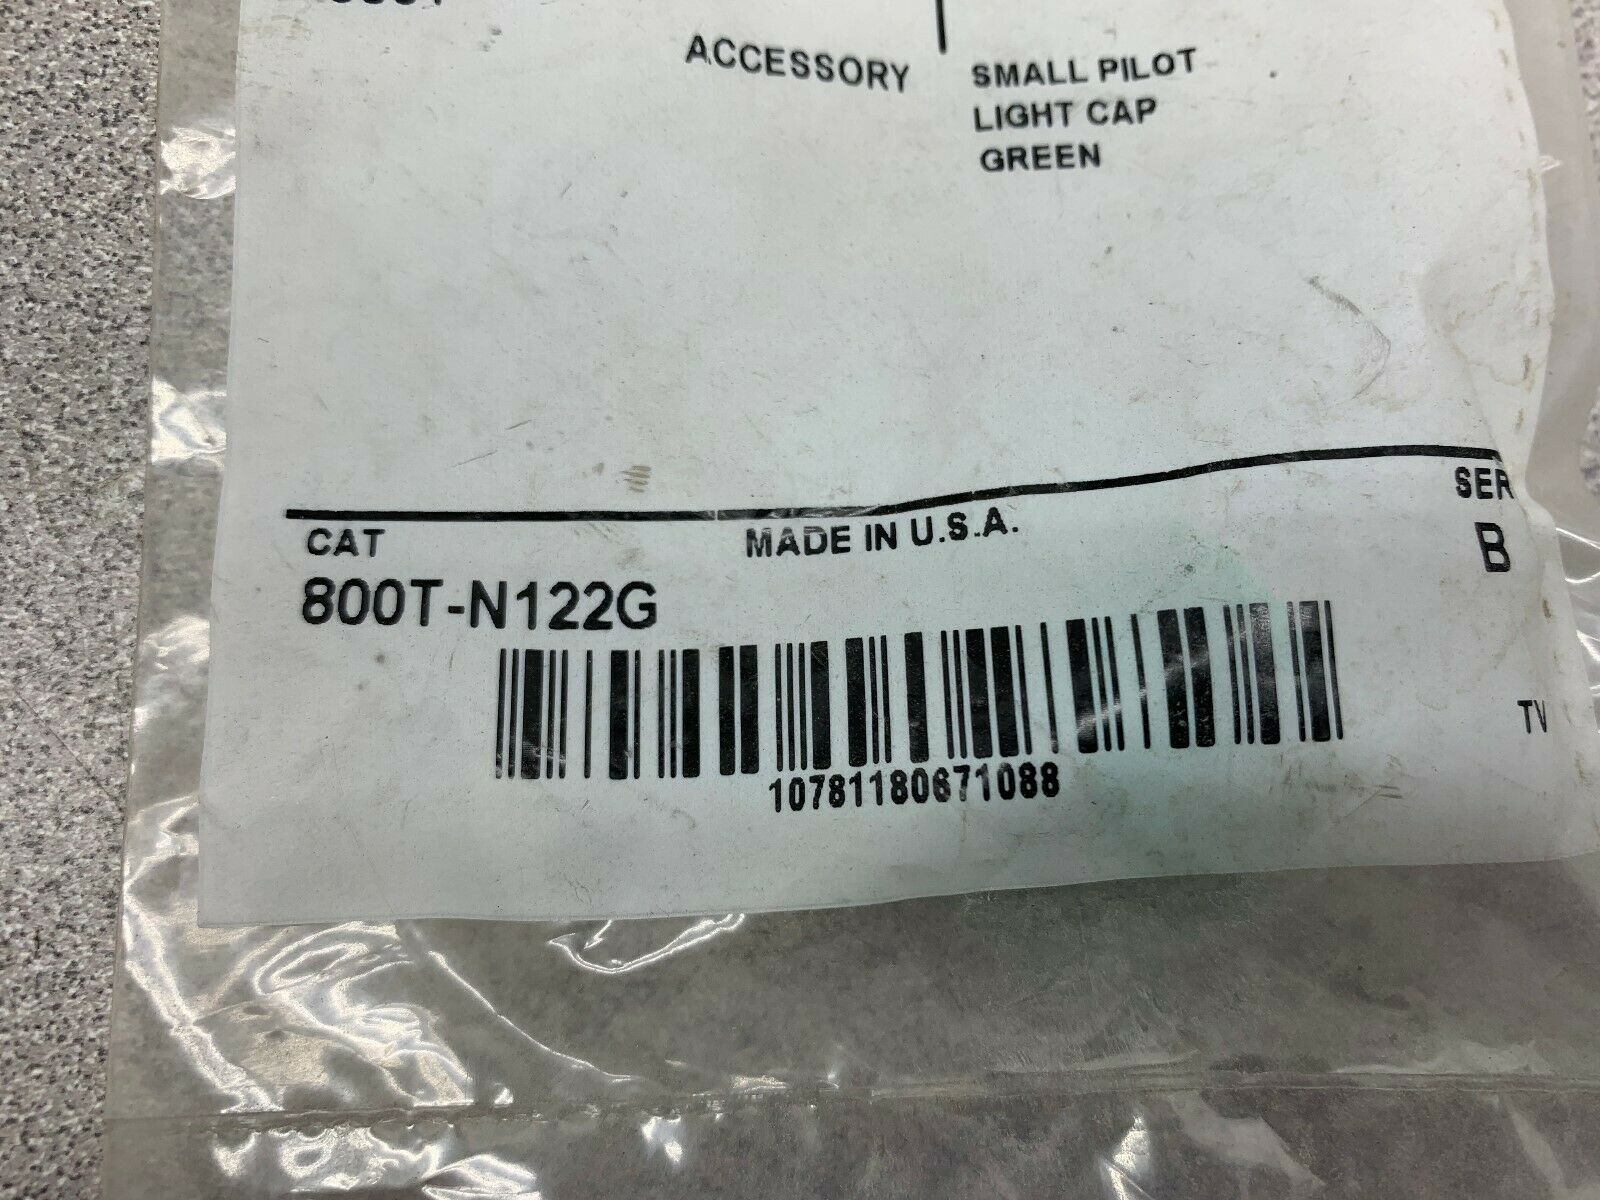 ACCESSORY
SMALL PILOT
LIGHT CAP
GREEN
CAT
MADE IN U.S.A.
SER
800T-N122G
B
TV
10781180671088